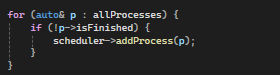 for (auto& p : allProcesses) {
    if (!p->isFinished) {
        scheduler->addProcess(p);
    }
}